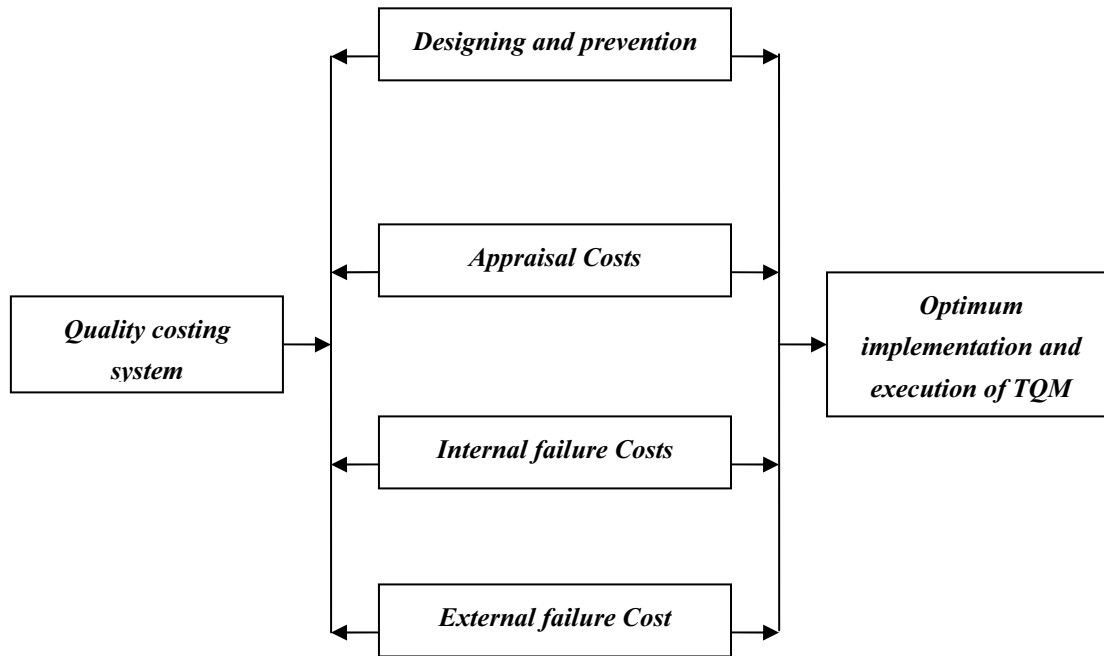 Designing and prevention
Appraisal Costs
Quality costing
system
Optimum
implementation and
execution of TQM
Internal failure Costs
External failure Cost